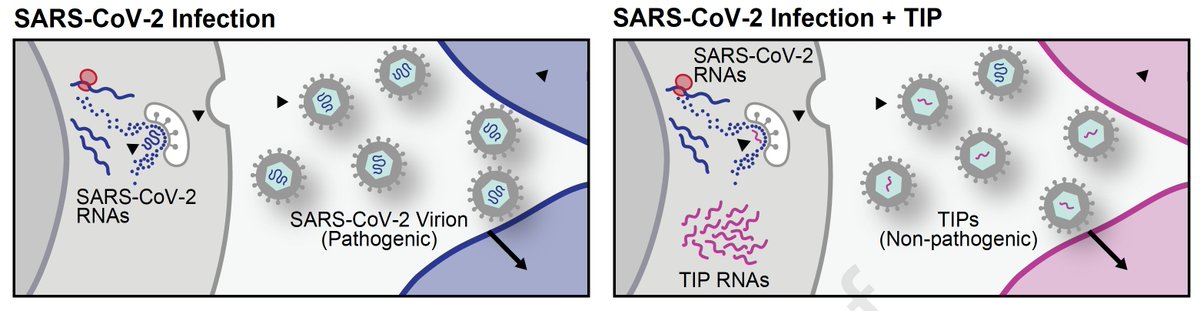 SARS-CoV-2 Infection
SARS-CoV-2
RNAs
SARS-CoV-2 Virion
(Pathogenic)
SARS-CoV-2 Infection + TIP
SARS-CoV-2
RNAs
TIP RNAs
TIPs
(Non-pathogenic)
f